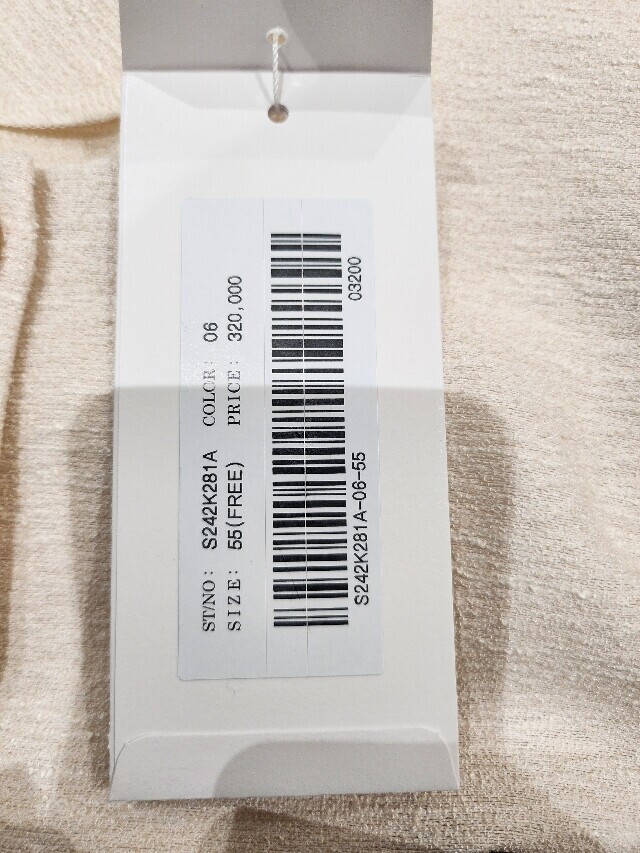 ST/NO: S242K281A COLOR: 06
SIZE: 55(FREE) PRICE: 320,000
03200
S242K281A-06-55